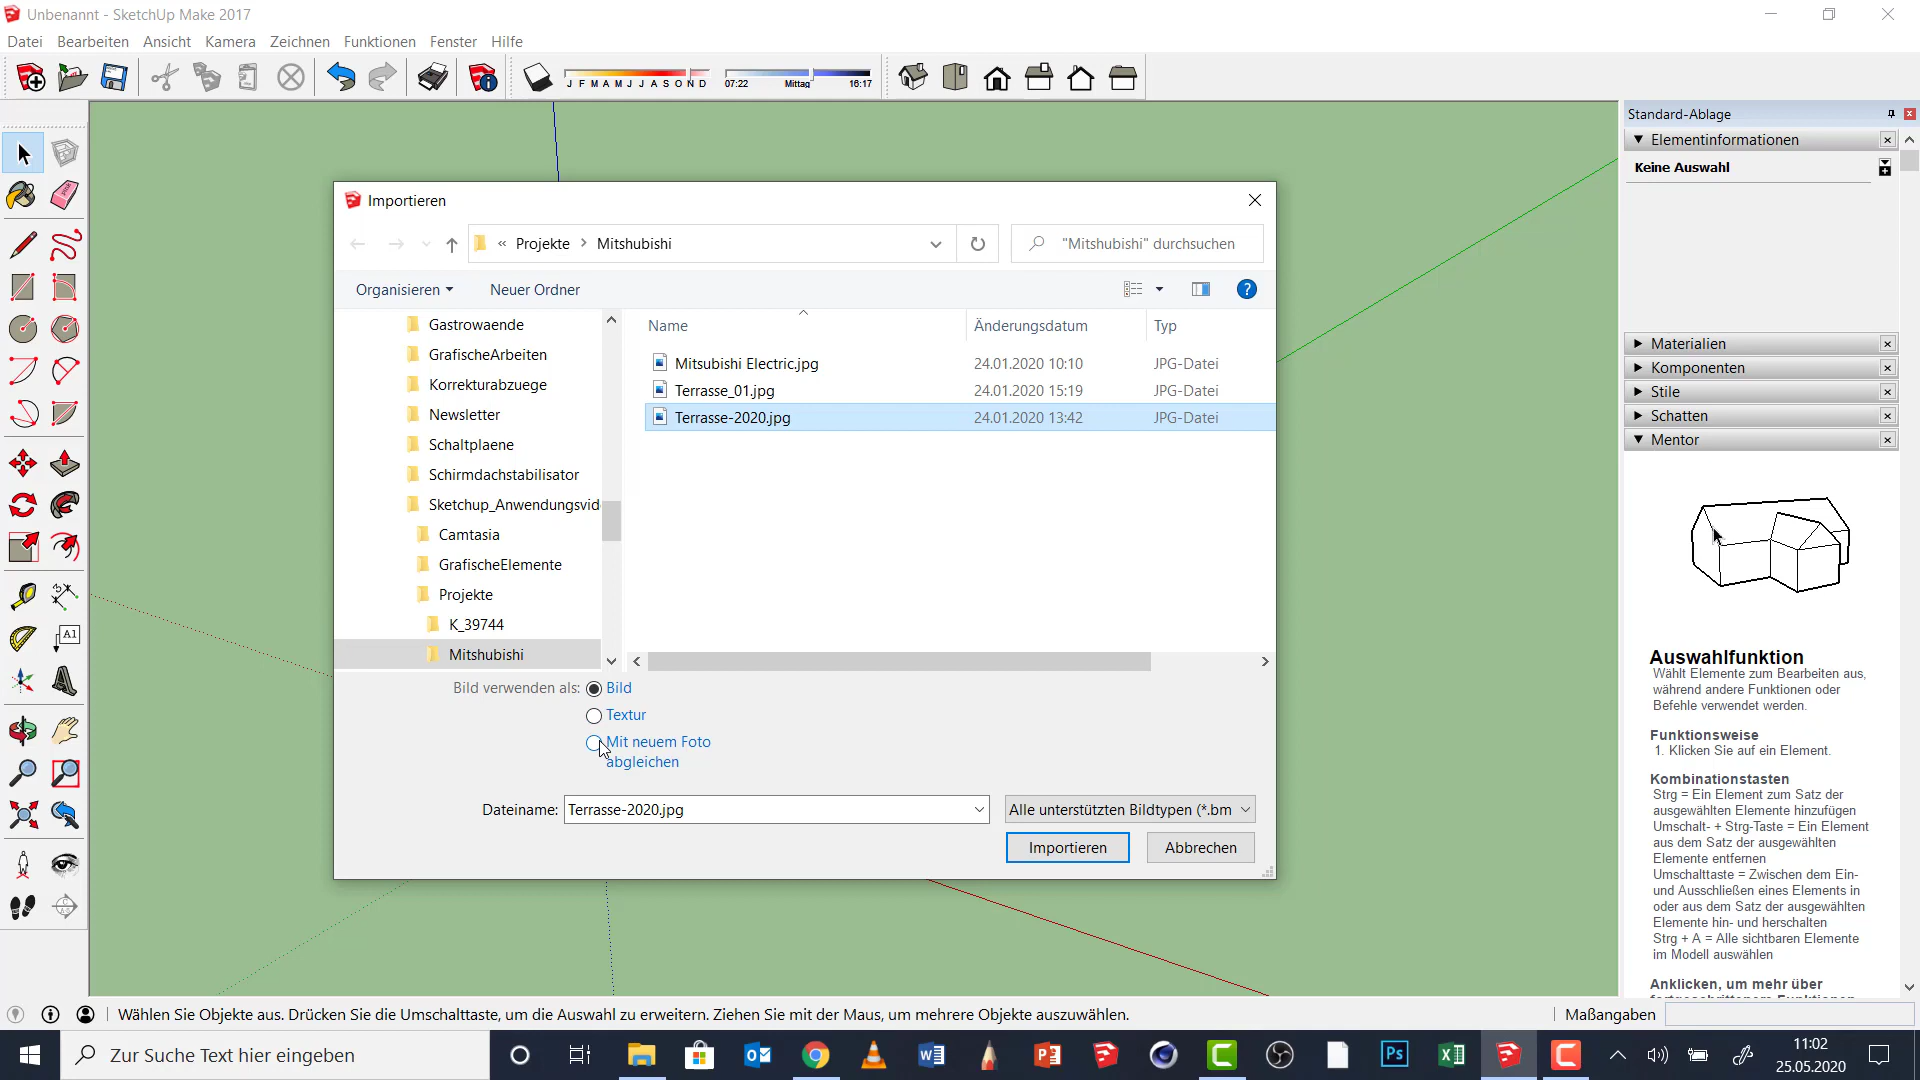 Unbenannt - SketchUp Make 2017
Datei Bearbeiten Ansicht Kamera Zeichnen Funktionen Fenster Hilfe
J F M A M J J A S O N D 07:22 Mittag 16:17
Standard-Ablage
Elementinformationen
Keine Auswahl
Materialien
Komponenten
Stile
Schatten
Mentor
Importieren
« Projekte > Mitshubishi
"Mitshubishi" durchsuchen
Organisieren Neuer Ordner
Gastrowaende
GrafischeArbeiten
Korrekturabzuege
Newsletter
Schaltplaene
Schirmdachstabilisator
Sketchup_Anwendungsvid
Camtasia
GrafischeElemente
Projekte
K_39744
Mitshubishi
Name Änderungsdatum Typ
Mitsubishi Electric.jpg 24.01.2020 10:10 JPG-Datei
Terrasse_01.jpg 24.01.2020 15:19 JPG-Datei
Terrasse-2020.jpg 24.01.2020 13:42 JPG-Datei
Bild verwenden als: Bild
Textur
Mit neuem Foto
abgleichen
Dateiname: Terrasse-2020.jpg Alle unterstützten Bildtypen (*.bm
Importieren Abbrechen
A1
Auswahlfunktion
Wählt Elemente zum Bearbeiten aus,
während andere Funktionen oder
Befehle verwendet werden.
Funktionsweise
1. Klicken Sie auf ein Element.
Kombinationstasten
Strg = Ein Element zum Satz der
ausgewählten Elemente hinzufügen
Umschalt- + Strg-Taste = Ein Element
aus dem Satz der ausgewählten
Elemente entfernen
Umschalttaste = Zwischen dem Ein-
und Ausschließen eines Elements in
oder aus dem Satz der ausgewählten
Elemente hin- und herschalten
Strg + A = Alle sichtbaren Elemente
im Modell auswählen
Anklicken, um mehr über
Wählen Sie Objekte aus. Drücken Sie die Umschalttaste, um die Auswahl zu erweitern. Ziehen Sie mit der Maus, um mehrere Objekte auszuwählen.
Maßangaben
Zur Suche Text hier eingeben
11:02
25.05.2020